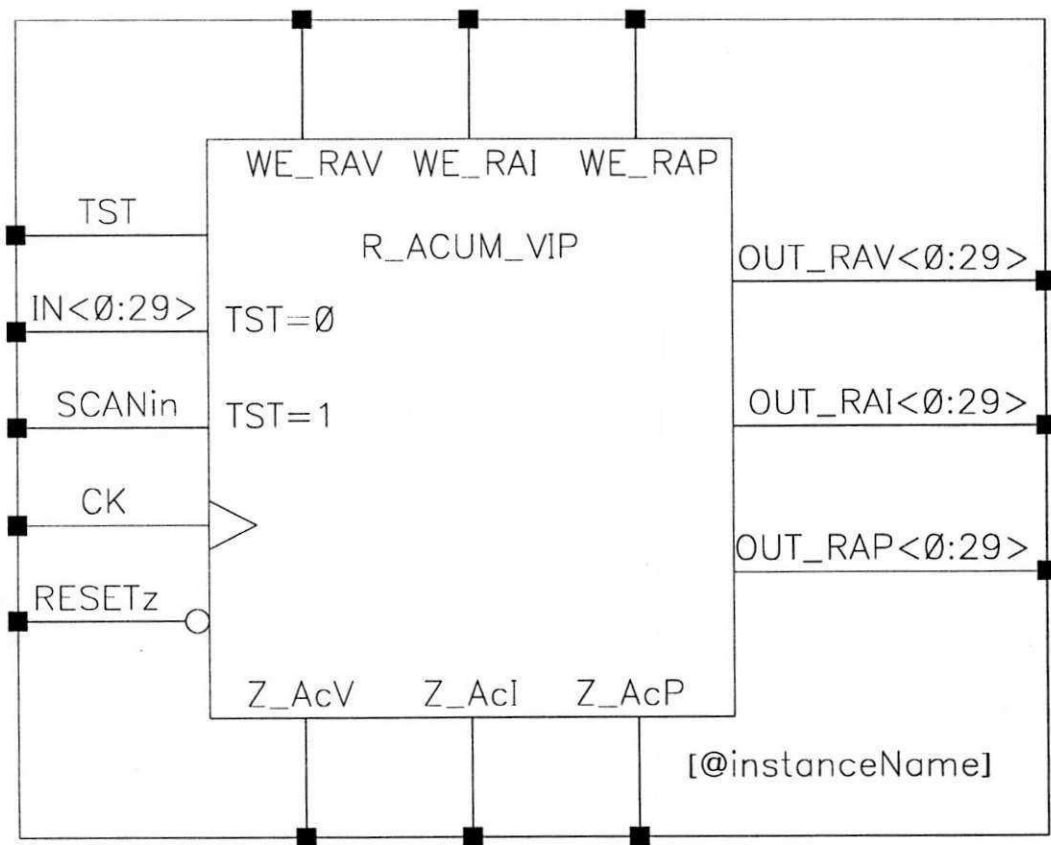 WE_RAV WE_RAI WE_RAP
TST
R_ACUM_VIP
OUT_RAV<Ø:29>
IN<Ø:29>
TST=Ø
SCANin
TST=1
OUT_RAI<Ø:29>
CK
OUT_RAP<Ø:29>
RESETz
Z_AcV Z_AcI Z_AcP
[@instanceName]